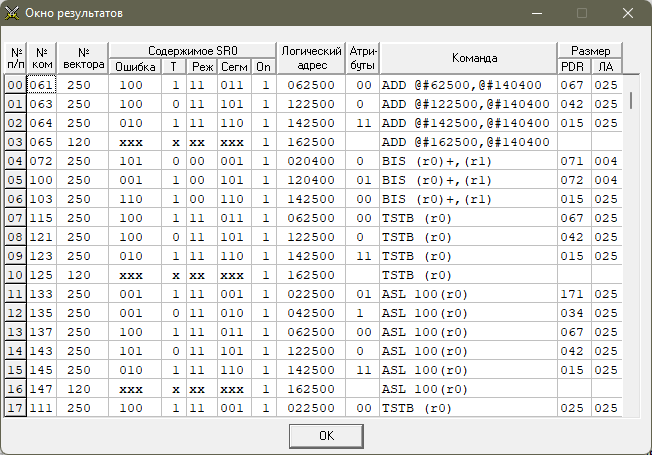 Окно результатов
№ п/п № ком № вектора Содержимое SR0 Логический адрес Атри-буты Команда Размер
Ошибка T Реж Сегм On PDR ЛА
00 061 250 100 1 11 011 1 062500 00 ADD @#62500,@#140400 067 025
01 063 250 100 0 11 101 1 122500 0 ADD @#122500,@#140400 042 025
02 064 250 010 1 11 110 1 142500 11 ADD @#142500,@#140400 015 025
03 065 120 xxx x xx xxx 1 162500 ADD @#162500,@#140400
04 072 250 101 0 00 001 1 020400 0 BIS (r0)+,(r1) 071 004
05 100 250 001 1 00 101 1 120400 01 BIS (r0)+,(r1) 072 004
06 103 250 110 1 00 110 1 142500 00 BIS (r0)+,(r1) 015 025
07 115 250 100 1 11 011 1 062500 00 TSTB (r0) 067 025
08 121 250 100 0 11 101 1 122500 0 TSTB (r0) 042 025
09 123 250 010 1 11 110 1 142500 11 TSTB (r0) 015 025
10 125 120 xxx x xx xxx 1 162500 TSTB (r0)
11 133 250 001 1 11 001 1 022500 01 ASL 100(r0) 171 025
12 135 250 001 0 11 010 1 042500 1 ASL 100(r0) 034 025
13 137 250 100 1 11 011 1 062500 00 ASL 100(r0) 067 025
14 143 250 101 0 11 101 1 122500 0 ASL 100(r0) 042 025
15 145 250 010 1 11 110 1 142500 11 ASL 100(r0) 015 025
16 147 120 xxx x xx xxx 1 162500 ASL 100(r0)
17 111 250 100 1 11 001 1 022500 00 TSTB (r0) 025 025
OK